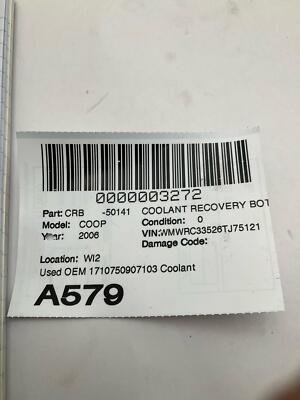 0000003272
Part: CRB -50141 COOLANT RECOVERY BOT
Model: COOP Condition: 0
Year: 2006 VIN:WMWRC33526TJ75121
Damage Code:
Location: WI2
Used OEM 1710750907103 Coolant
A579